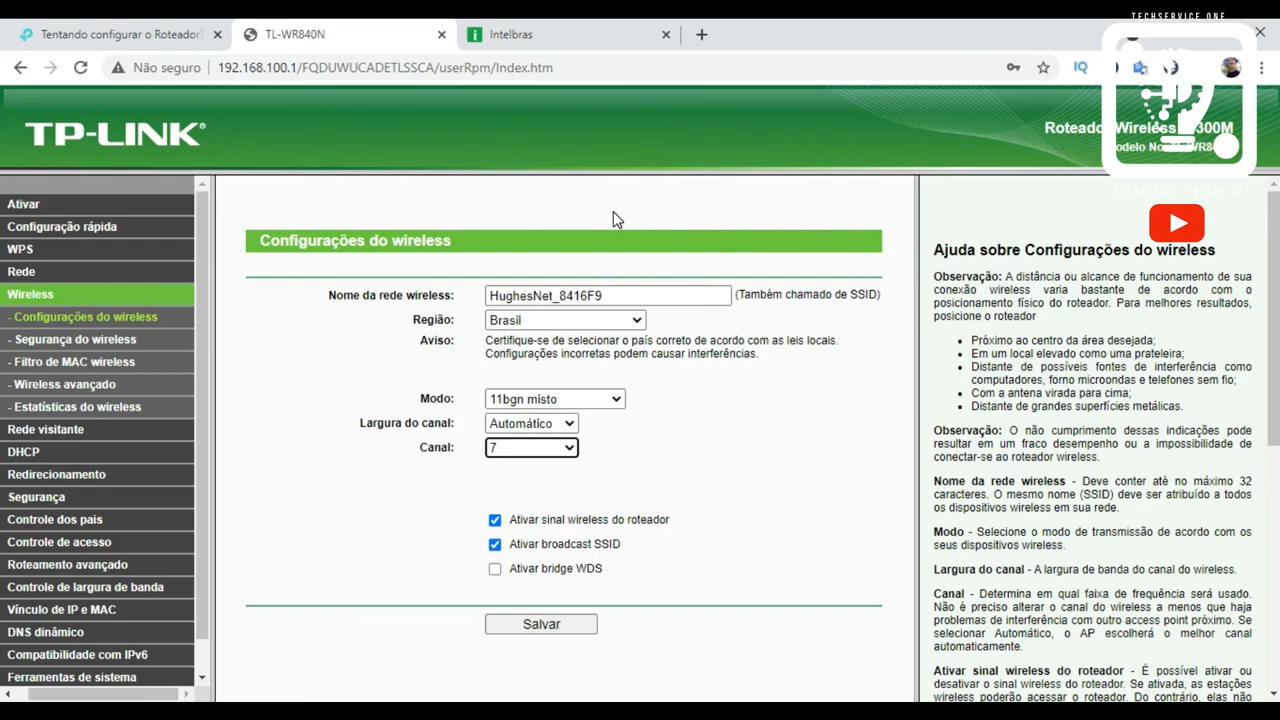 TECHSERVICE ONE
Tentando configurar o Roteador?
TL-WR840N
Intelbras
Não seguro
192.168.100.1/FQDUWUCADETLSSCA/userRpm/Index.htm
IQ
TP-LINK®
Roteado Wireless 300M
Ativar
Configuração rápida
WPS
Rede
Wireless
- Configurações do wireless
- Segurança do wireless
- Filtro de MAC wireless
- Wireless avançado
- Estatísticas do wireless
Rede visitante
DHCP
Redirecionamento
Segurança
Controle dos pais
Controle de acesso
Roteamento avançado
Controle de largura de banda
Vínculo de IP e MAC
DNS dinâmico
Compatibilidade com IPv6
Ferramentas de sistema
Configurações do wireless
Nome da rede wireless: HughesNet_8416F9 (Também chamado de SSID)
Região: Brasil
Aviso: Certifique-se de selecionar o país correto de acordo com as leis locais.
Configurações incorretas podem causar interferências.
Modo: 11bgn misto
Largura do canal: Automático
Canal: 7
Ativar sinal wireless do roteador
Ativar broadcast SSID
Ativar bridge WDS
Salvar
Ajuda sobre Configurações do wireless
Observação: A distância ou alcance de funcionamento de sua
conexão wireless varia bastante de acordo com o
posicionamento físico do roteador. Para melhores resultados,
posicione o roteador
Próximo ao centro da área desejada;
Em um local elevado como uma prateleira;
Distante de possíveis fontes de interferência como
computadores, forno microondas e telefones sem fio;
Com a antena virada para cima;
Distante de grandes superfícies metálicas.
Observação: O não cumprimento dessas indicações pode
resultar em um fraco desempenho ou a impossibilidade de
conectar-se ao roteador wireless.
Nome da rede wireless - Deve conter até no máximo 32
caracteres. O mesmo nome (SSID) deve ser atribuído a todos
os dispositivos wireless em sua rede.
Modo - Selecione o modo de transmissão de acordo com os
seus dispositivos wireless.
Largura do canal - A largura de banda do canal do wireless.
Canal - Determina em qual faixa de frequência será usado.
Não é preciso alterar o canal do wireless a menos que haja
problemas de interferência com outro access point próximo. Se
selecionar Automático, o AP escolherá o melhor canal
automaticamente.
Ativar sinal wireless do roteador - É possível ativar ou
desativar o sinal wireless do roteador. Se ativada, as estações
wireless poderão acessar o roteador. Do contrário, elas não